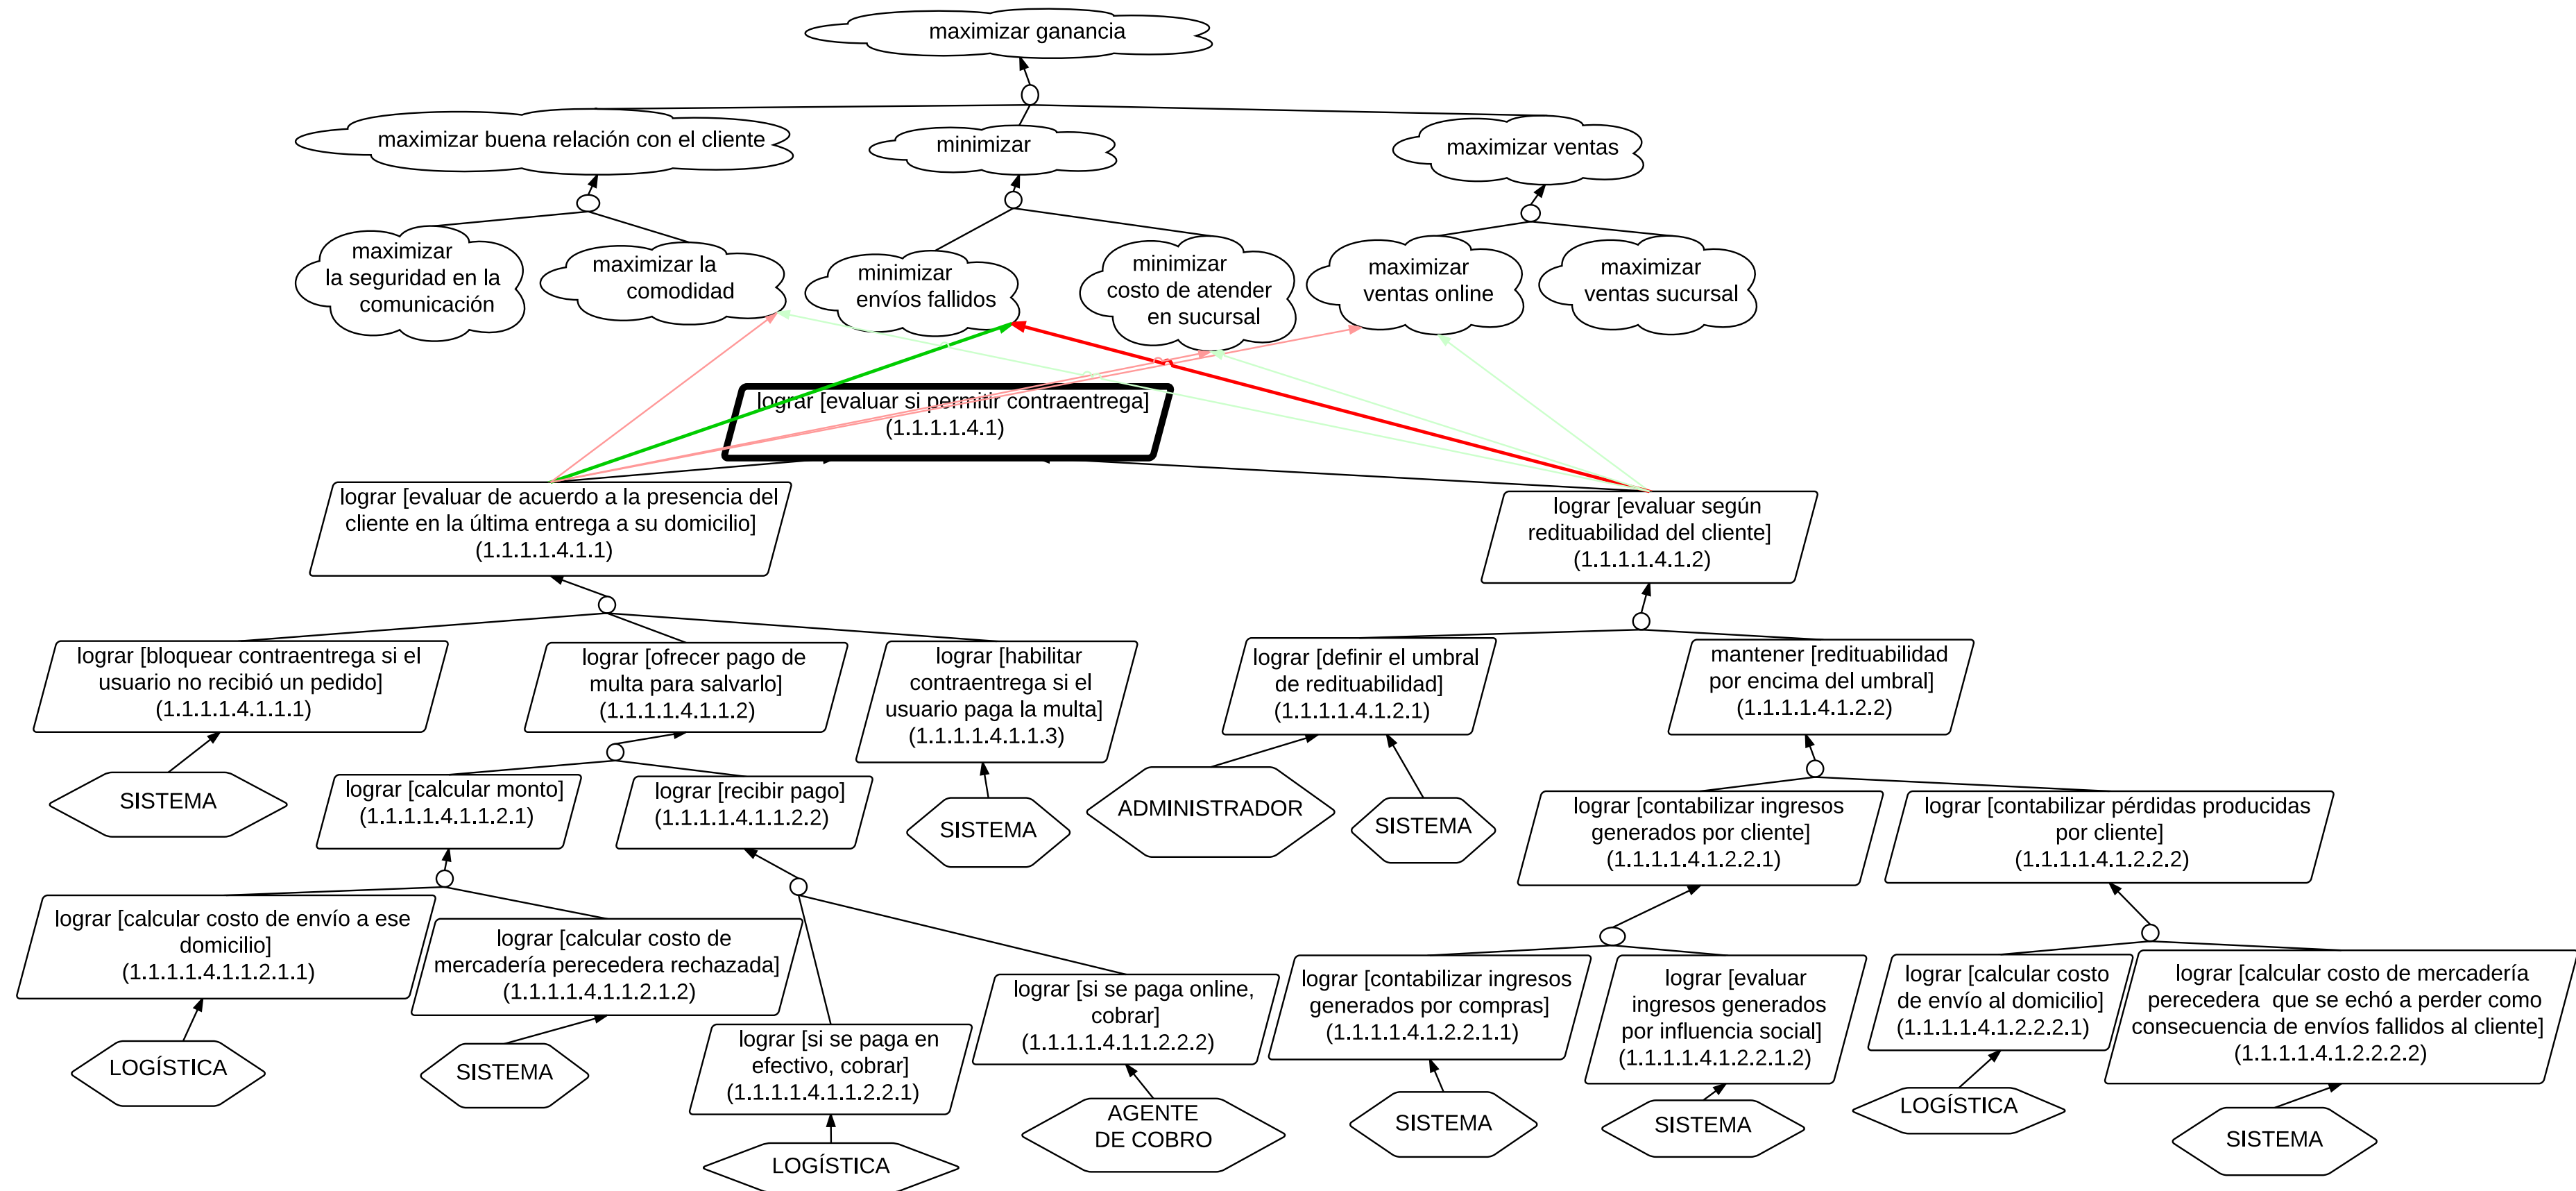 maximizar ganancia
maximizar buena relación con el cliente
minimizar
maximizar ventas
maximizar
la seguridad en la
comunicación
maximizar la
comodidad
minimizar
envíos fallidos
minimizar
costo de atender
en sucursal
maximizar
ventas online
maximizar
ventas sucursal
lograr [evaluar si permitir contraentrega]
(1.1.1.1.4.1)
lograr [evaluar de acuerdo a la presencia del
cliente en la última entrega a su domicilio]
(1.1.1.1.4.1.1)
lograr [evaluar según
redituabilidad del cliente]
(1.1.1.1.4.1.2)
lograr [bloquear contraentrega si el
usuario no recibió un pedido]
(1.1.1.1.4.1.1.1)
lograr [ofrecer pago de
multa para salvarlo]
(1.1.1.1.4.1.1.2)
lograr [habilitar
contraentrega si el
usuario paga la multa]
(1.1.1.1.4.1.1.3)
lograr [definir el umbral
de redituabilidad]
(1.1.1.1.4.1.2.1)
mantener [redituabilidad
por encima del umbral]
(1.1.1.1.4.1.2.2)
SISTEMA
lograr [calcular monto]
(1.1.1.1.4.1.1.2.1)
lograr [recibir pago]
(1.1.1.1.4.1.1.2.2)
SISTEMA
ADMINISTRADOR
SISTEMA
lograr [contabilizar ingresos
generados por cliente]
(1.1.1.1.4.1.2.2.1)
lograr [contabilizar pérdidas producidas
por cliente]
(1.1.1.1.4.1.2.2.2)
lograr [calcular costo de envío a ese
domicilio]
(1.1.1.1.4.1.1.2.1.1)
lograr [calcular costo de
mercadería perecedera rechazada]
(1.1.1.1.4.1.1.2.1.2)
lograr [si se paga en
efectivo, cobrar]
(1.1.1.1.4.1.1.2.2.1)
lograr [si se paga online,
cobrar]
(1.1.1.1.4.1.1.2.2.2)
lograr [contabilizar ingresos
generados por compras]
(1.1.1.1.4.1.2.2.1.1)
lograr [evaluar
ingresos generados
por influencia social]
(1.1.1.1.4.1.2.2.1.2)
lograr [calcular costo
de envío al domicilio]
(1.1.1.1.4.1.2.2.2.1)
lograr [calcular costo de mercadería
perecedera que se echó a perder como
consecuencia de envíos fallidos al cliente]
(1.1.1.1.4.1.2.2.2.2)
LOGÍSTICA
SISTEMA
LOGÍSTICA
AGENTE
DE COBRO
SISTEMA
SISTEMA
LOGÍSTICA
SISTEMA